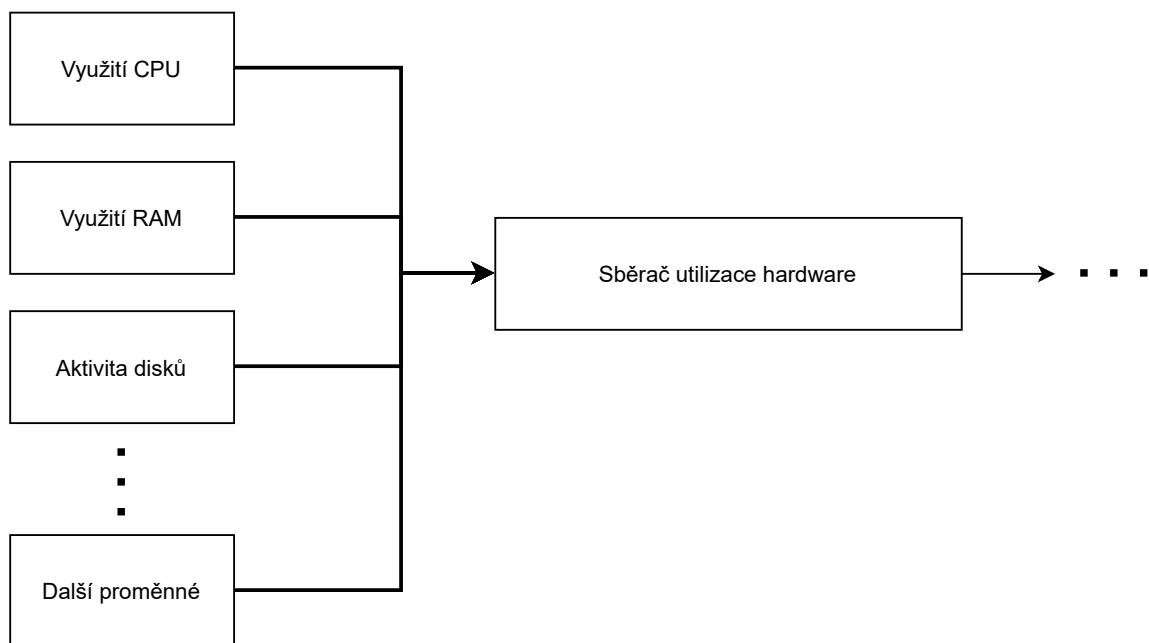 Využití CPU
Využití RAM
Sběrač utilizace hardware
Aktivita disků
Další proměnné